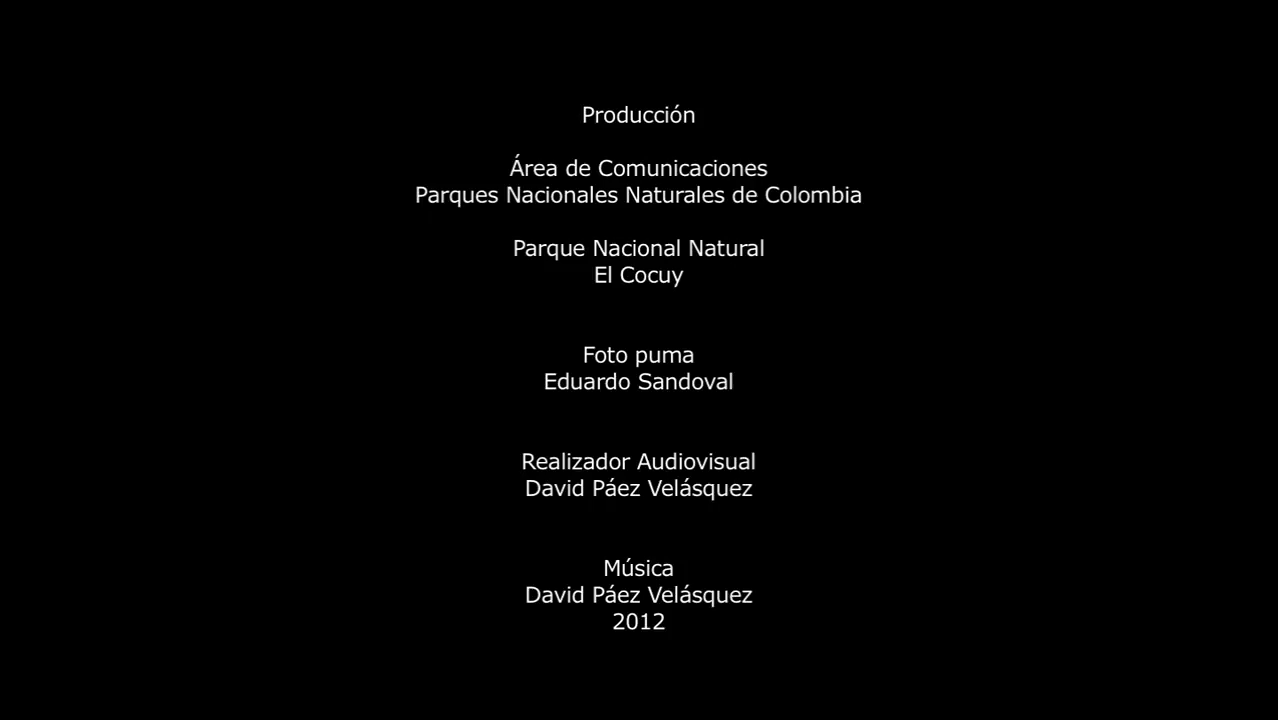 Producción
Área de Comunicaciones
Parques Nacionales Naturales de Colombia
Parque Nacional Natural
El Cocuy
Foto puma
Eduardo Sandoval
Realizador Audiovisual
David Páez Velásquez
Música
David Páez Velásquez
2012